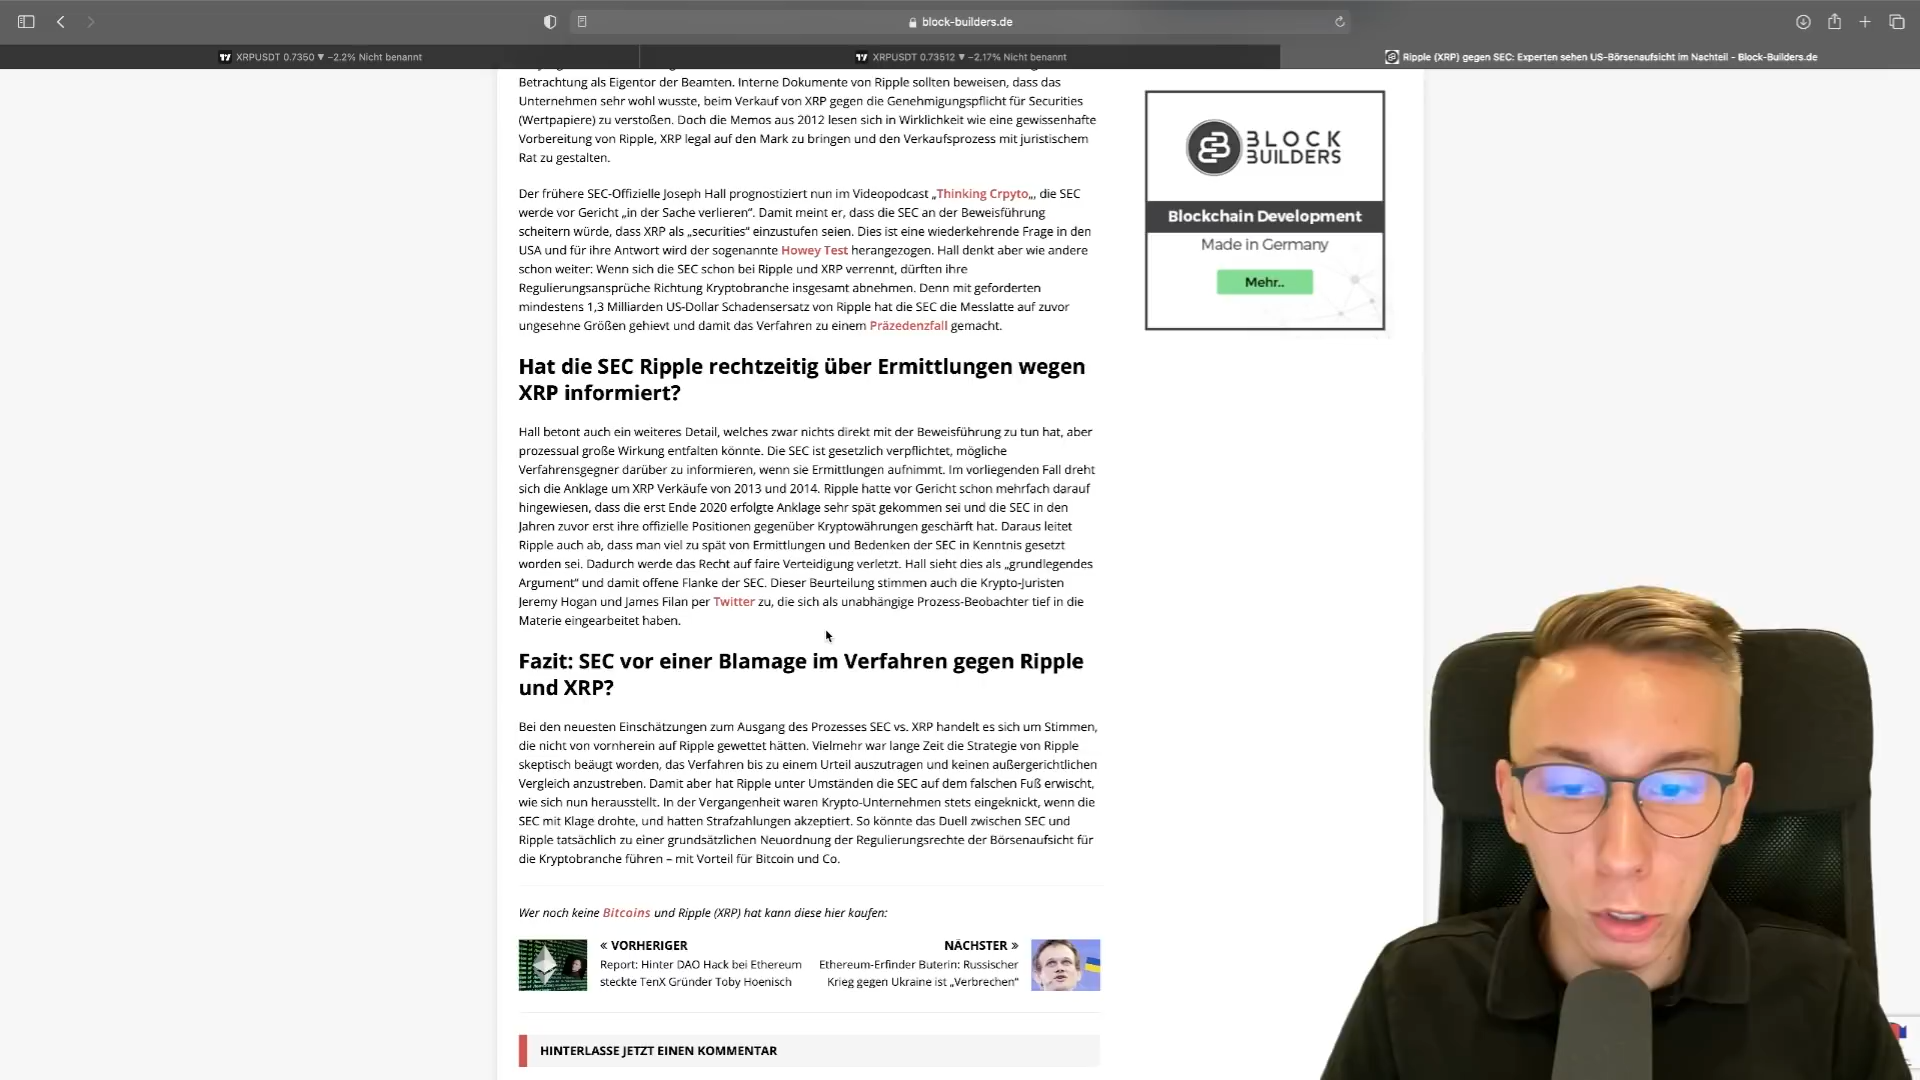 block-builders.de
XRPUSDT 0.7350 ▼ −2.2% Nicht benannt
XRPUSDT 0.73512 ▼ −2.17% Nicht benannt
Ripple (XRP) gegen SEC: Experten sehen US-Börsenaufsicht im Nachteil - Block-Builders.de
Betrachtung als Eigentor der Beamten. Interne Dokumente von Ripple sollten beweisen, dass das
Unternehmen sehr wohl wusste, beim Verkauf von XRP gegen die Genehmigungspflicht für Securities
(Wertpapiere) zu verstoßen. Doch die Memos aus 2012 lesen sich in Wirklichkeit wie eine gewissenhafte
Vorbereitung von Ripple, XRP legal auf den Mark zu bringen und den Verkaufsprozess mit juristischem
Rat zu gestalten.
Der frühere SEC-Offizielle Joseph Hall prognostiziert nun im Videopodcast „Thinking Crpyto„, die SEC
werde vor Gericht „in der Sache verlieren“. Damit meint er, dass die SEC an der Beweisführung
scheitern würde, dass XRP als „securities“ einzustufen seien. Dies ist eine wiederkehrende Frage in den
USA und für ihre Antwort wird der sogenannte Howey Test herangezogen. Hall denkt aber wie andere
schon weiter: Wenn sich die SEC schon bei Ripple und XRP verrennt, dürften ihre
Regulierungsansprüche Richtung Kryptobranche insgesamt abnehmen. Denn mit geforderten
mindestens 1,3 Milliarden US-Dollar Schadensersatz von Ripple hat die SEC die Messlatte auf zuvor
ungesehne Größen gehievt und damit das Verfahren zu einem Präzedenzfall gemacht.
Hat die SEC Ripple rechtzeitig über Ermittlungen wegen
XRP informiert?
Hall betont auch ein weiteres Detail, welches zwar nichts direkt mit der Beweisführung zu tun hat, aber
prozessual große Wirkung entfalten könnte. Die SEC ist gesetzlich verpflichtet, mögliche
Verfahrensgegner darüber zu informieren, wenn sie Ermittlungen aufnimmt. Im vorliegenden Fall dreht
sich die Anklage um XRP Verkäufe von 2013 und 2014. Ripple hatte vor Gericht schon mehrfach darauf
hingewiesen, dass die erst Ende 2020 erfolgte Anklage sehr spät gekommen sei und die SEC in den
Jahren zuvor erst ihre offizielle Positionen gegenüber Kryptowährungen geschärft hat. Daraus leitet
Ripple auch ab, dass man viel zu spät von Ermittlungen und Bedenken der SEC in Kenntnis gesetzt
worden sei. Dadurch werde das Recht auf faire Verteidigung verletzt. Hall sieht dies als „grundlegendes
Argument“ und damit offene Flanke der SEC. Dieser Beurteilung stimmen auch die Krypto-Juristen
Jeremy Hogan und James Filan per Twitter zu, die sich als unabhängige Prozess-Beobachter tief in die
Materie eingearbeitet haben.
Fazit: SEC vor einer Blamage im Verfahren gegen Ripple
und XRP?
Bei den neuesten Einschätzungen zum Ausgang des Prozesses SEC vs. XRP handelt es sich um Stimmen,
die nicht von vornherein auf Ripple gewettet hätten. Vielmehr war lange Zeit die Strategie von Ripple
skeptisch beäugt worden, das Verfahren bis zu einem Urteil auszutragen und keinen außergerichtlichen
Vergleich anzustreben. Damit aber hat Ripple unter Umständen die SEC auf dem falschen Fuß erwischt,
wie sich nun herausstellt. In der Vergangenheit waren Krypto-Unternehmen stets eingeknickt, wenn die
SEC mit Klage drohte, und hatten Strafzahlungen akzeptiert. So könnte das Duell zwischen SEC und
Ripple tatsächlich zu einer grundsätzlichen Neuordnung der Regulierungsrechte der Börsenaufsicht für
die Kryptobranche führen – mit Vorteil für Bitcoin und Co.
Wer noch keine Bitcoins und Ripple (XRP) hat kann diese hier kaufen:
« VORHERIGER
Report: Hinter DAO Hack bei Ethereum
steckte TenX Gründer Toby Hoenisch
NÄCHSTER »
Ethereum-Erfinder Buterin: Russischer
Krieg gegen Ukraine ist „Verbrechen“
HINTERLASSE JETZT EINEN KOMMENTAR
BLOCK
BUILDERS
Blockchain Development
Made in Germany
Mehr..